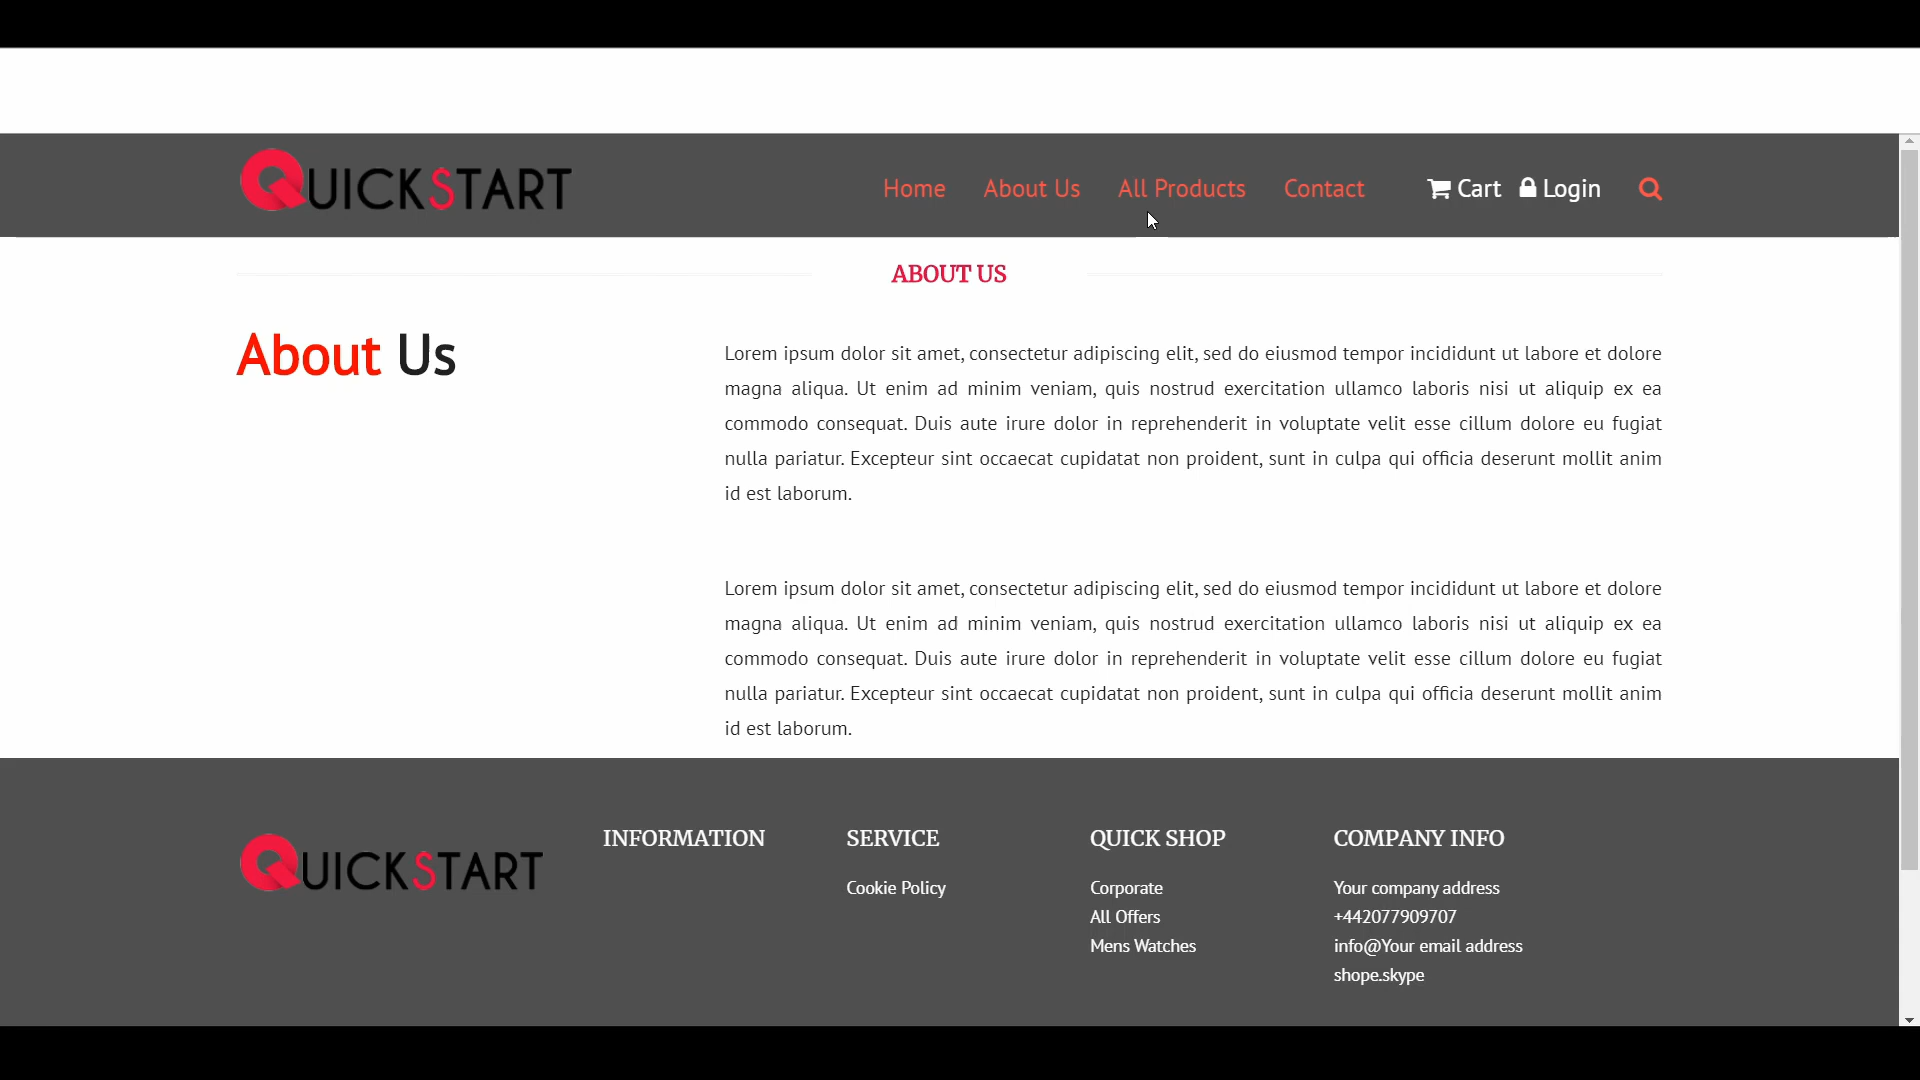 QUICKSTART
Home About Us All Products Contact Cart Login
ABOUT US
About Us
Lorem ipsum dolor sit amet, consectetur adipiscing elit, sed do eiusmod tempor incididunt ut labore et dolore
magna aliqua. Ut enim ad minim veniam, quis nostrud exercitation ullamco laboris nisi ut aliquip ex ea
commodo consequat. Duis aute irure dolor in reprehenderit in voluptate velit esse cillum dolore eu fugiat
nulla pariatur. Excepteur sint occaecat cupidatat non proident, sunt in culpa qui officia deserunt mollit anim
id est laborum.
Lorem ipsum dolor sit amet, consectetur adipiscing elit, sed do eiusmod tempor incididunt ut labore et dolore
magna aliqua. Ut enim ad minim veniam, quis nostrud exercitation ullamco laboris nisi ut aliquip ex ea
commodo consequat. Duis aute irure dolor in reprehenderit in voluptate velit esse cillum dolore eu fugiat
nulla pariatur. Excepteur sint occaecat cupidatat non proident, sunt in culpa qui officia deserunt mollit anim
id est laborum.
QUICKSTART
INFORMATION
SERVICE
Cookie Policy
QUICK SHOP
Corporate
All Offers
Mens Watches
COMPANY INFO
Your company address
+442077909707
info@Your email address
shope.skype